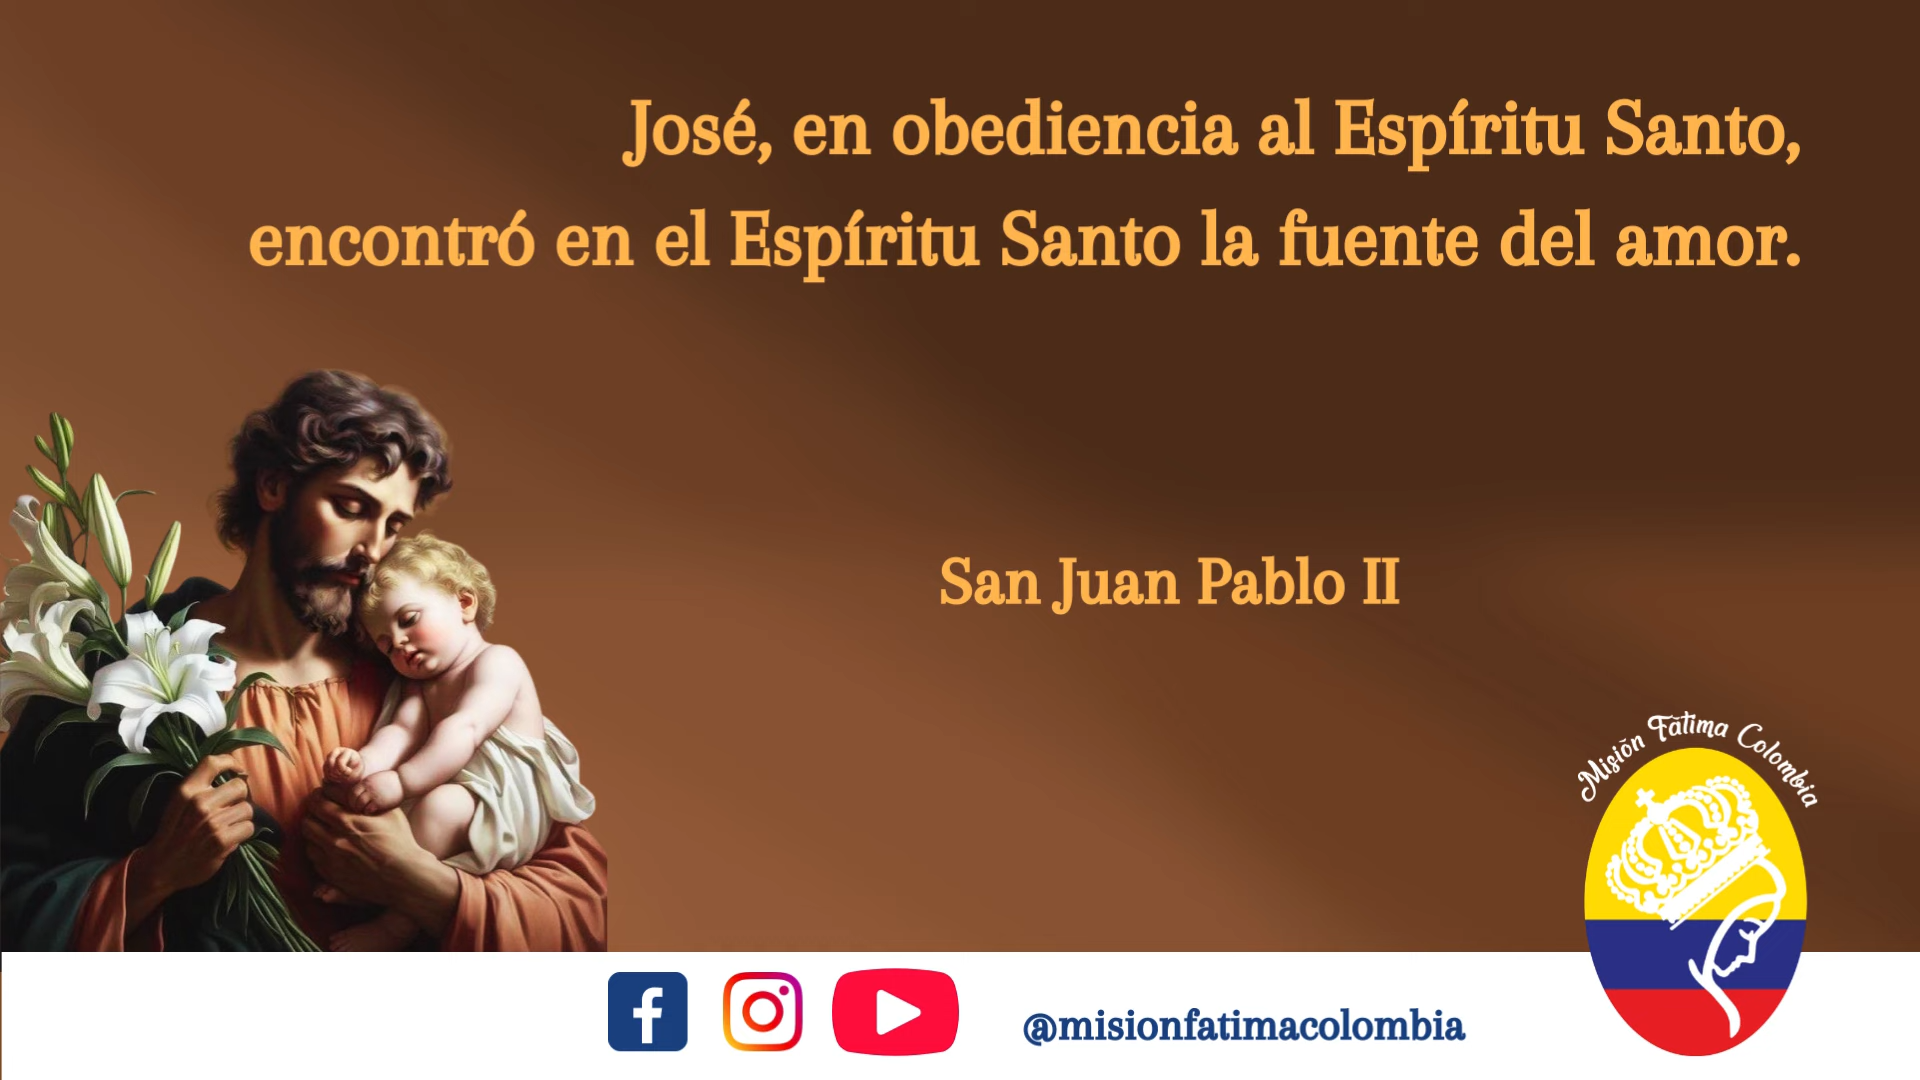 José, en obediencia al Espíritu Santo,
encontró en el Espíritu Santo la fuente del amor.
San Juan Pablo II
Misión Fátima Colombia
@misionfatimacolombia